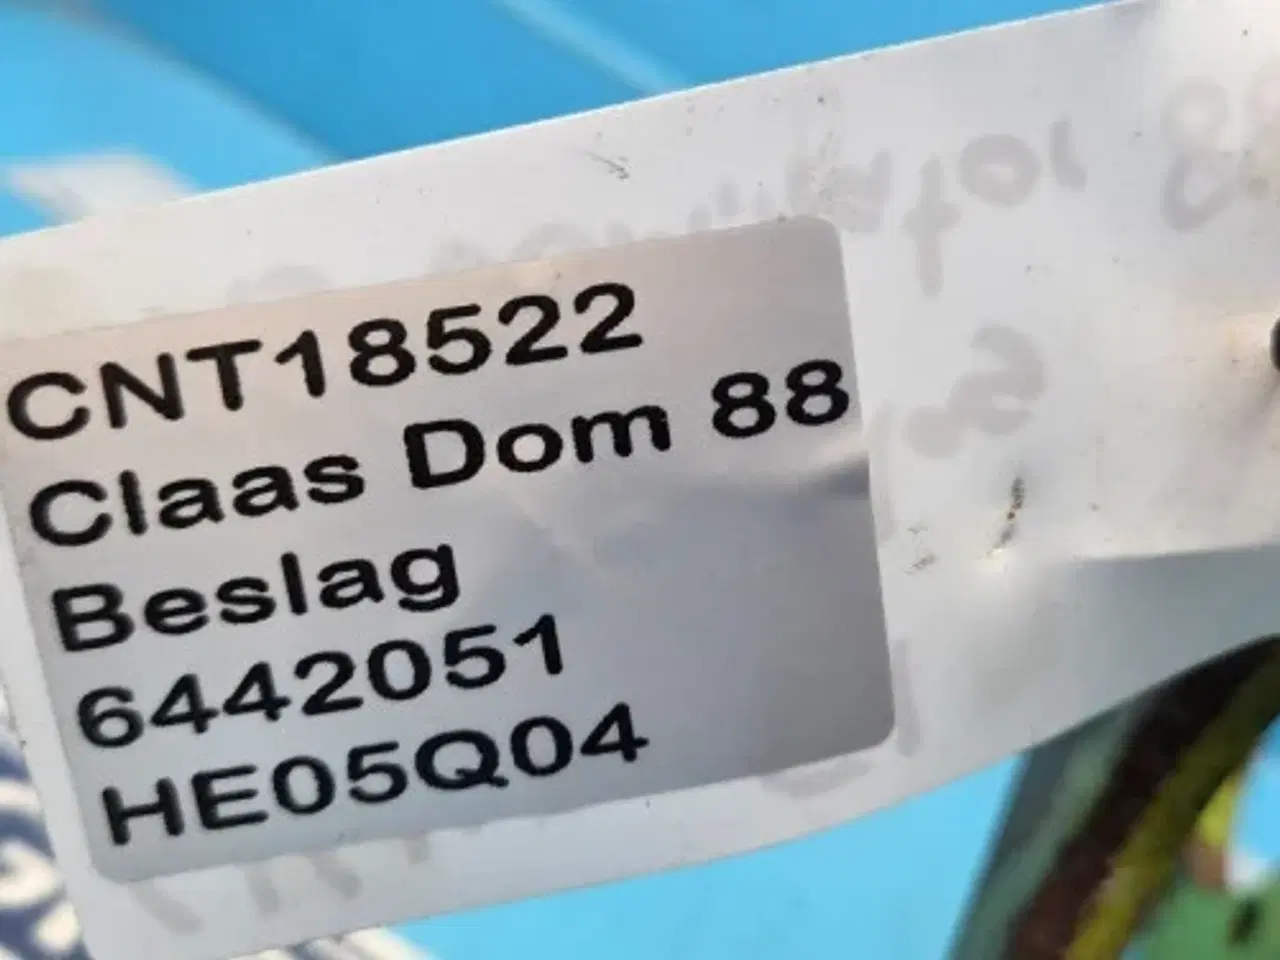 CNT18522
Claas Dom 88
Beslag
6442051
HE05Q04